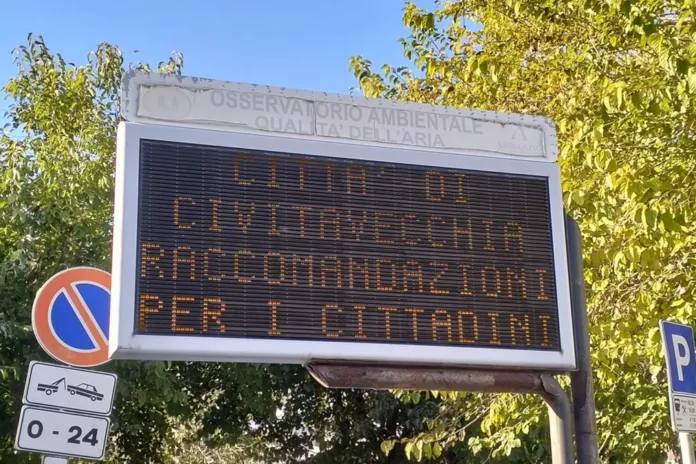 OSSERVATORIO AMBIENTALE
QUALITA' DELL'ARIA
CITTA' DI
CIVITAVECCHIA
RACCOMANDAZIONI
PER I CITTADINI
0 - 24
P